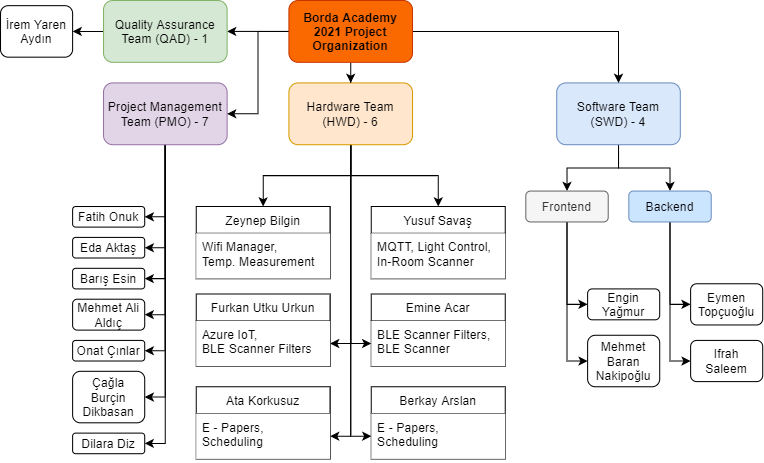 İrem Yaren
Aydın
Quality Assurance
Team (QAD) - 1
Borda Academy
2021 Project
Organization
Project Management
Team (PMO) - 7
Hardware Team
(HWD) - 6
Software Team
(SWD) - 4
Fatih Onuk
Eda Aktaş
Barış Esin
Mehmet Ali
Aldıç
Onat Çınlar
Çağla
Burçin
Dikbasan
Dilara Diz
Zeynep Bilgin
Wifi Manager,
Temp. Measurement
Yusuf Savaş
MQTT, Light Control,
In-Room Scanner
Furkan Utku Urkun
Azure IoT,
BLE Scanner Filters
Emine Acar
BLE Scanner Filters,
BLE Scanner
Ata Korkusuz
E - Papers,
Scheduling
Berkay Arslan
E - Papers,
Scheduling
Frontend
Backend
Engin
Yağmur
Mehmet
Baran
Nakipoğlu
Eymen
Topçuoğlu
Ifrah
Saleem